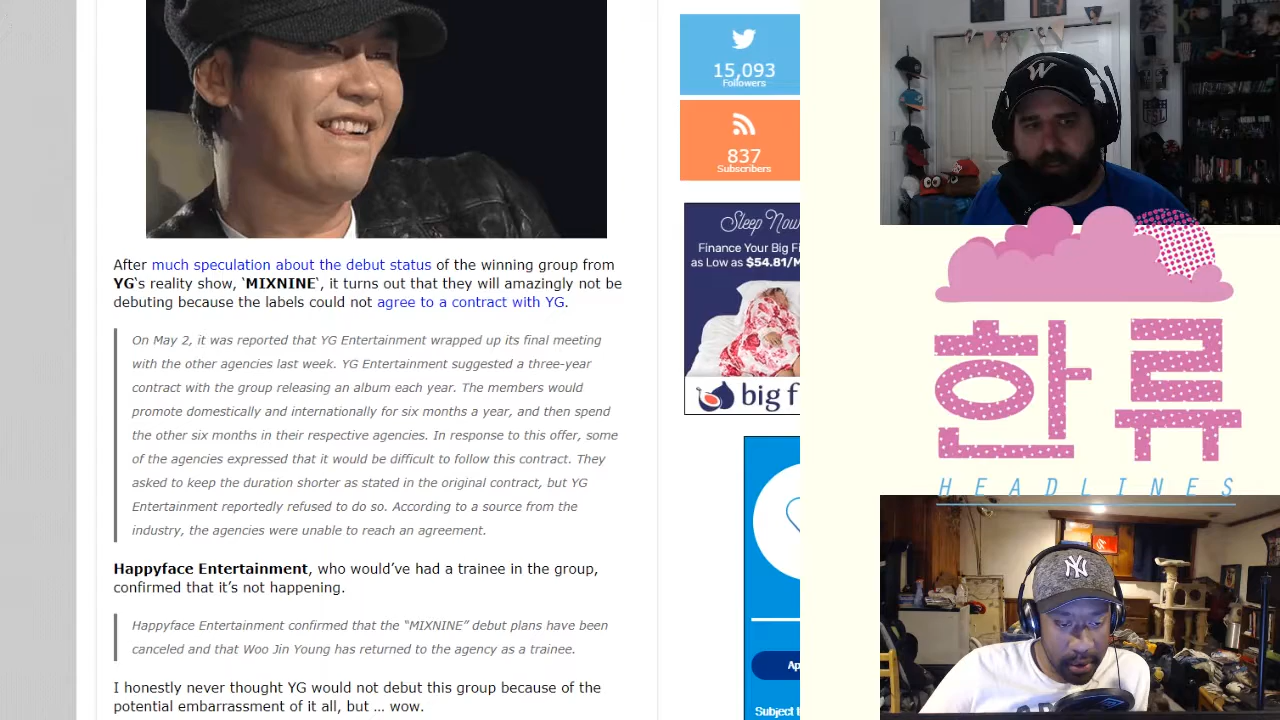 After much speculation about the debut status of the winning group from
YG‘s reality show, ‘MIXNINE‘, it turns out that they will amazingly not be
debuting because the labels could not agree to a contract with YG.
On May 2, it was reported that YG Entertainment wrapped up its final meeting
with the other agencies last week. YG Entertainment suggested a three-year
contract with the group releasing an album each year. The members would
promote domestically and internationally for six months a year, and then spend
the other six months in their respective agencies. In response to this offer, some
of the agencies expressed that it would be difficult to follow this contract. They
asked to keep the duration shorter as stated in the original contract, but YG
Entertainment reportedly refused to do so. According to a source from the
industry, the agencies were unable to reach an agreement.
Happyface Entertainment, who would’ve had a trainee in the group,
confirmed that it’s not happening.
Happyface Entertainment confirmed that the “MIXNINE” debut plans have been
canceled and that Woo Jin Young has returned to the agency as a trainee.
I honestly never thought YG would not debut this group because of the
potential embarrassment of it all, but … wow.
15,093
Followers
837
Subscribers
Sleep Now
Finance Your Big Fi
as Low as $54.81/M
big f
Ap
Subject
W
한류
HEADLINES
NY